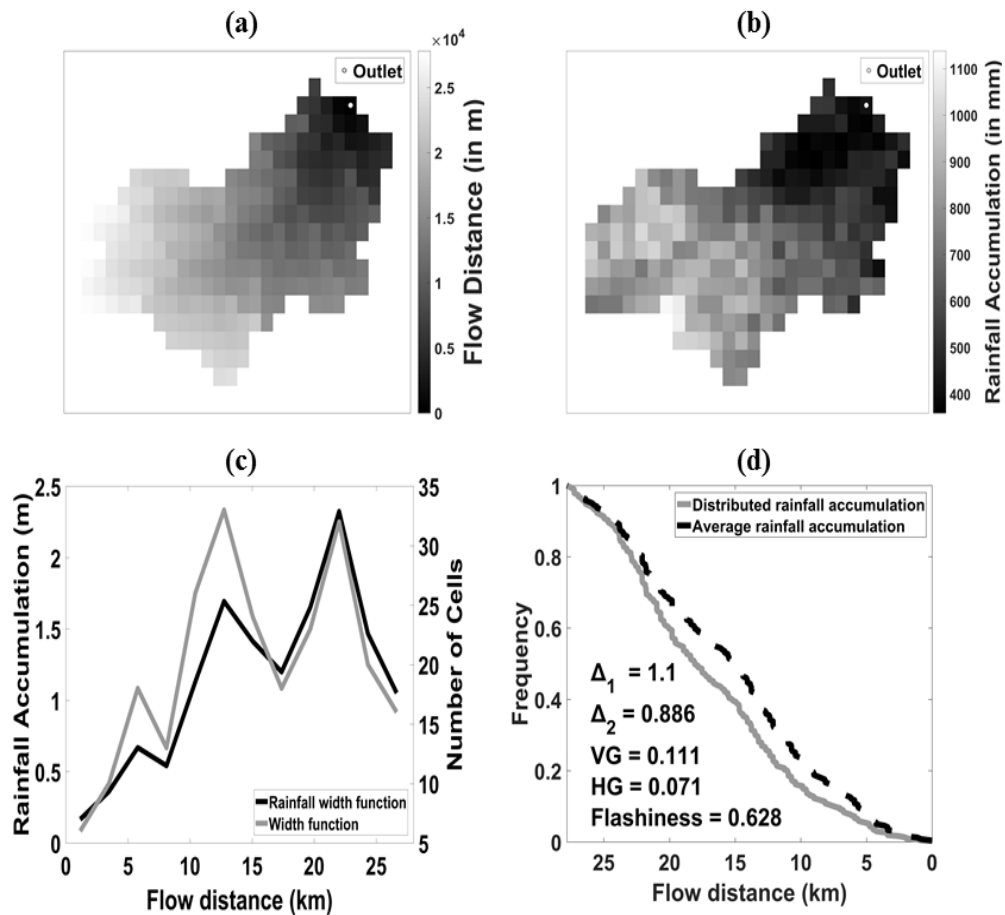 (a)
×10⁴
Outlet
2.5
2
1.5
1
0.5
0
Flow Distance (in m)
(b)
Outlet
1100
1000
900
800
700
600
500
400
Rainfall Accumulation (in mm)
(c)
Rainfall Accumulation (m)
2.5
2
1.5
1
0.5
0
35
30
25
20
15
10
5
Number of Cells
Rainfall width function
Width function
0 5 10 15 20 25
Flow distance (km)
(d)
Frequency
1
0.8
0.6
0.4
0.2
0
Distributed rainfall accumulation
Average rainfall accumulation
Δ₁ = 1.1
Δ₂ = 0.886
VG = 0.111
HG = 0.071
Flashiness = 0.628
25 20 15 10 5 0
Flow distance (km)